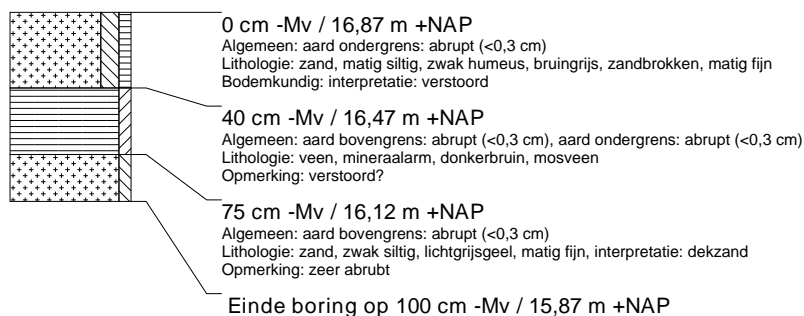 0 cm -Mv / 16,87 m +NAP
Algemeen: aard ondergrens: abrupt (<0,3 cm)
Lithologie: zand, matig siltig, zwak humeus, bruingrijs, zandbrokken, matig fijn
Bodemkundig: interpretatie: verstoord
40 cm -Mv / 16,47 m +NAP
Algemeen: aard bovengrens: abrupt (<0,3 cm), aard ondergrens: abrupt (<0,3 cm)
Lithologie: veen, mineraalarm, donkerbruin, mosveen
Opmerking: verstoord?
75 cm -Mv / 16,12 m +NAP
Algemeen: aard bovengrens: abrupt (<0,3 cm)
Lithologie: zand, zwak siltig, lichtgrijsgeel, matig fijn, interpretatie: dekzand
Opmerking: zeer abrubt
Einde boring op 100 cm -Mv / 15,87 m +NAP